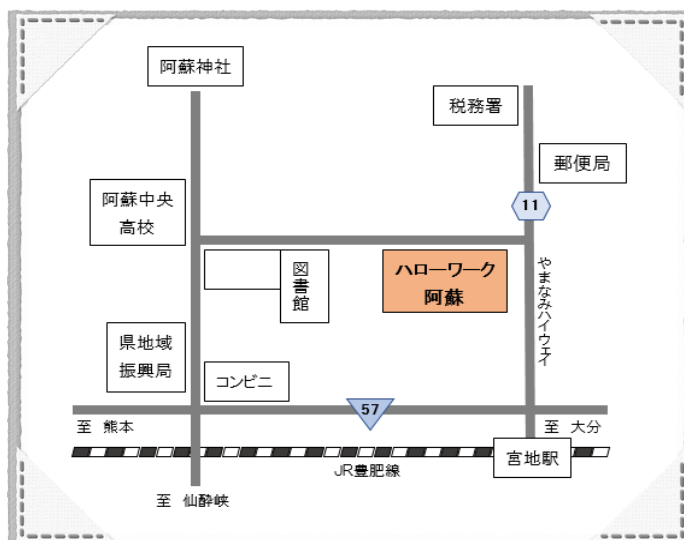 阿蘇神社
税務署
郵便局
阿蘇中央
高校
11
図書館
ハローワーク
阿蘇
やまなみハイウェイ
県地域
振興局
コンビニ
57
至 熊本
至 大分
JR豊肥線
宮地駅
至 仙酔峡